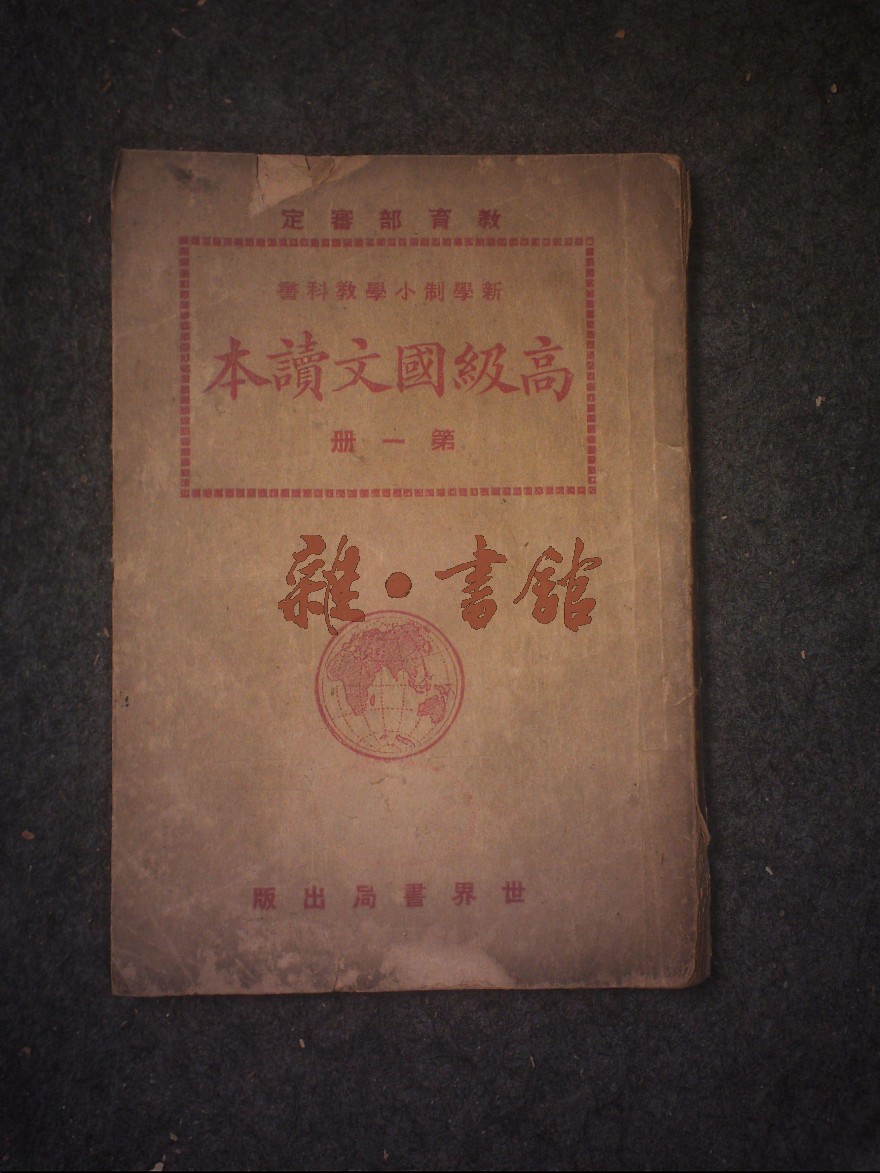 教育部審定
新學制小學教科書
高級國文讀本
第一册
雜·書館
世界書局出版